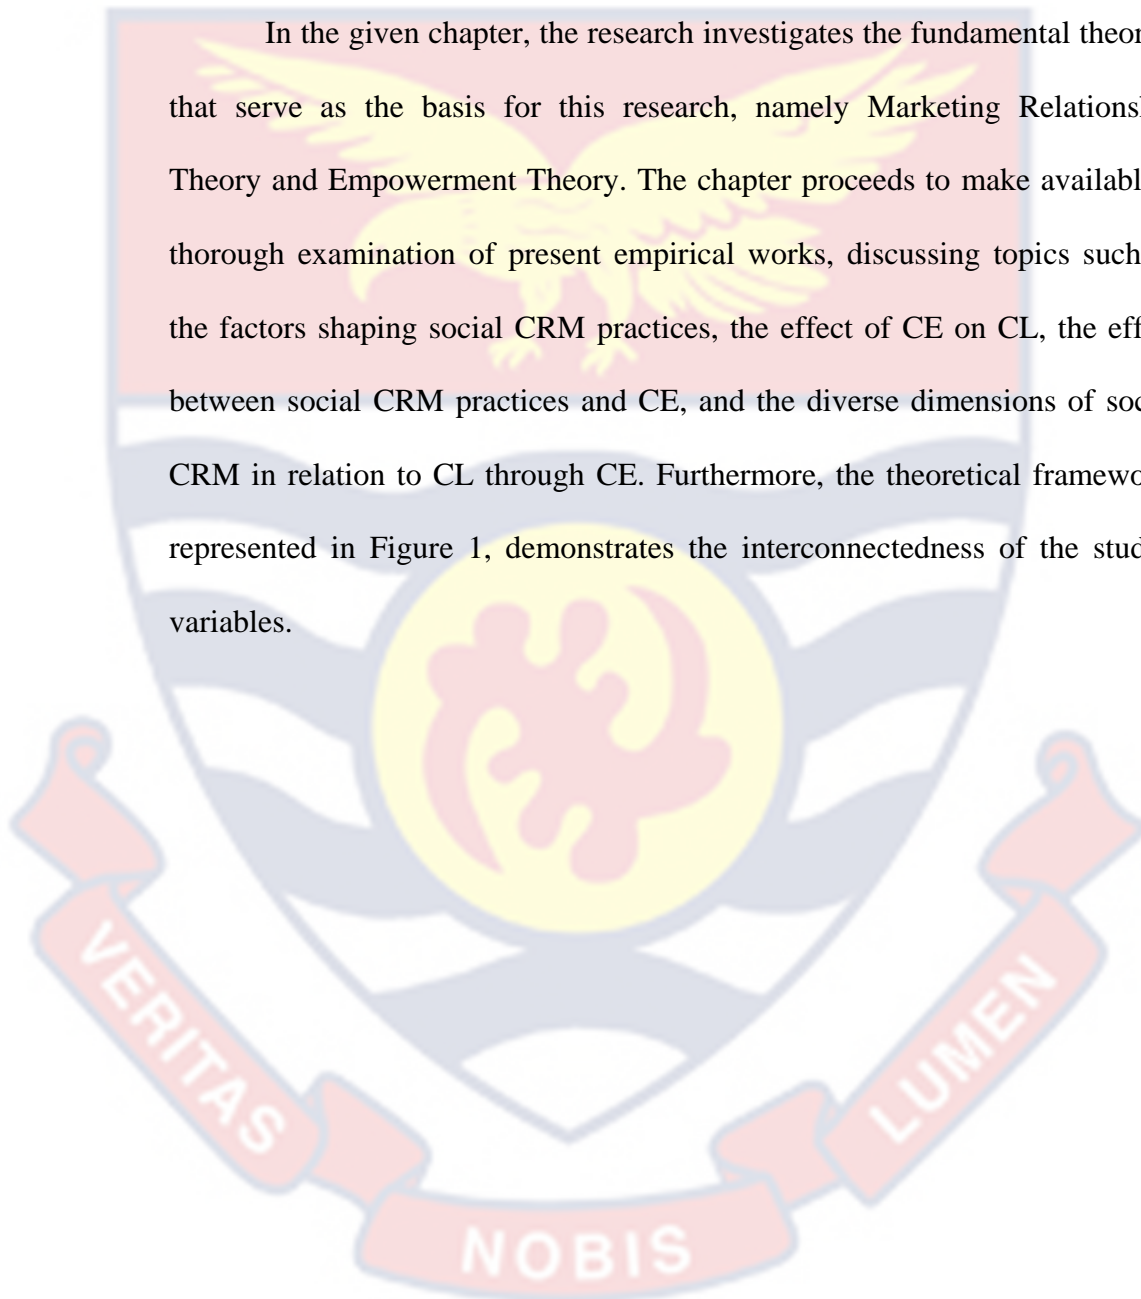 In the given chapter, the research investigates the fundamental theor
that serve as the basis for this research, namely Marketing Relations
Theory and Empowerment Theory. The chapter proceeds to make availabl
thorough examination of present empirical works, discussing topics such
the factors shaping social CRM practices, the effect of CE on CL, the eff
between social CRM practices and CE, and the diverse dimensions of soc
CRM in relation to CL through CE. Furthermore, the theoretical framewo
represented in Figure 1, demonstrates the interconnectedness of the stud
variables.
VERITAS
NOBIS
LUMEN